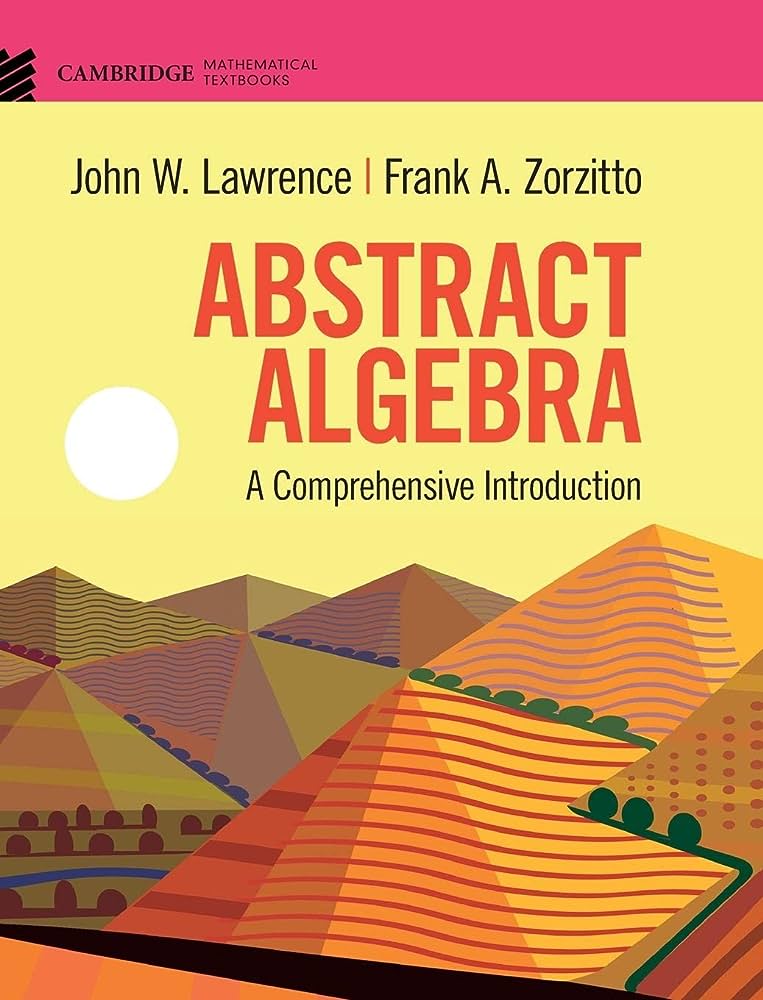 CAMBRIDGE MATHEMATICAL
TEXTBOOKS
John W. Lawrence | Frank A. Zorzitto
ABSTRACT
ALGEBRA
A Comprehensive Introduction